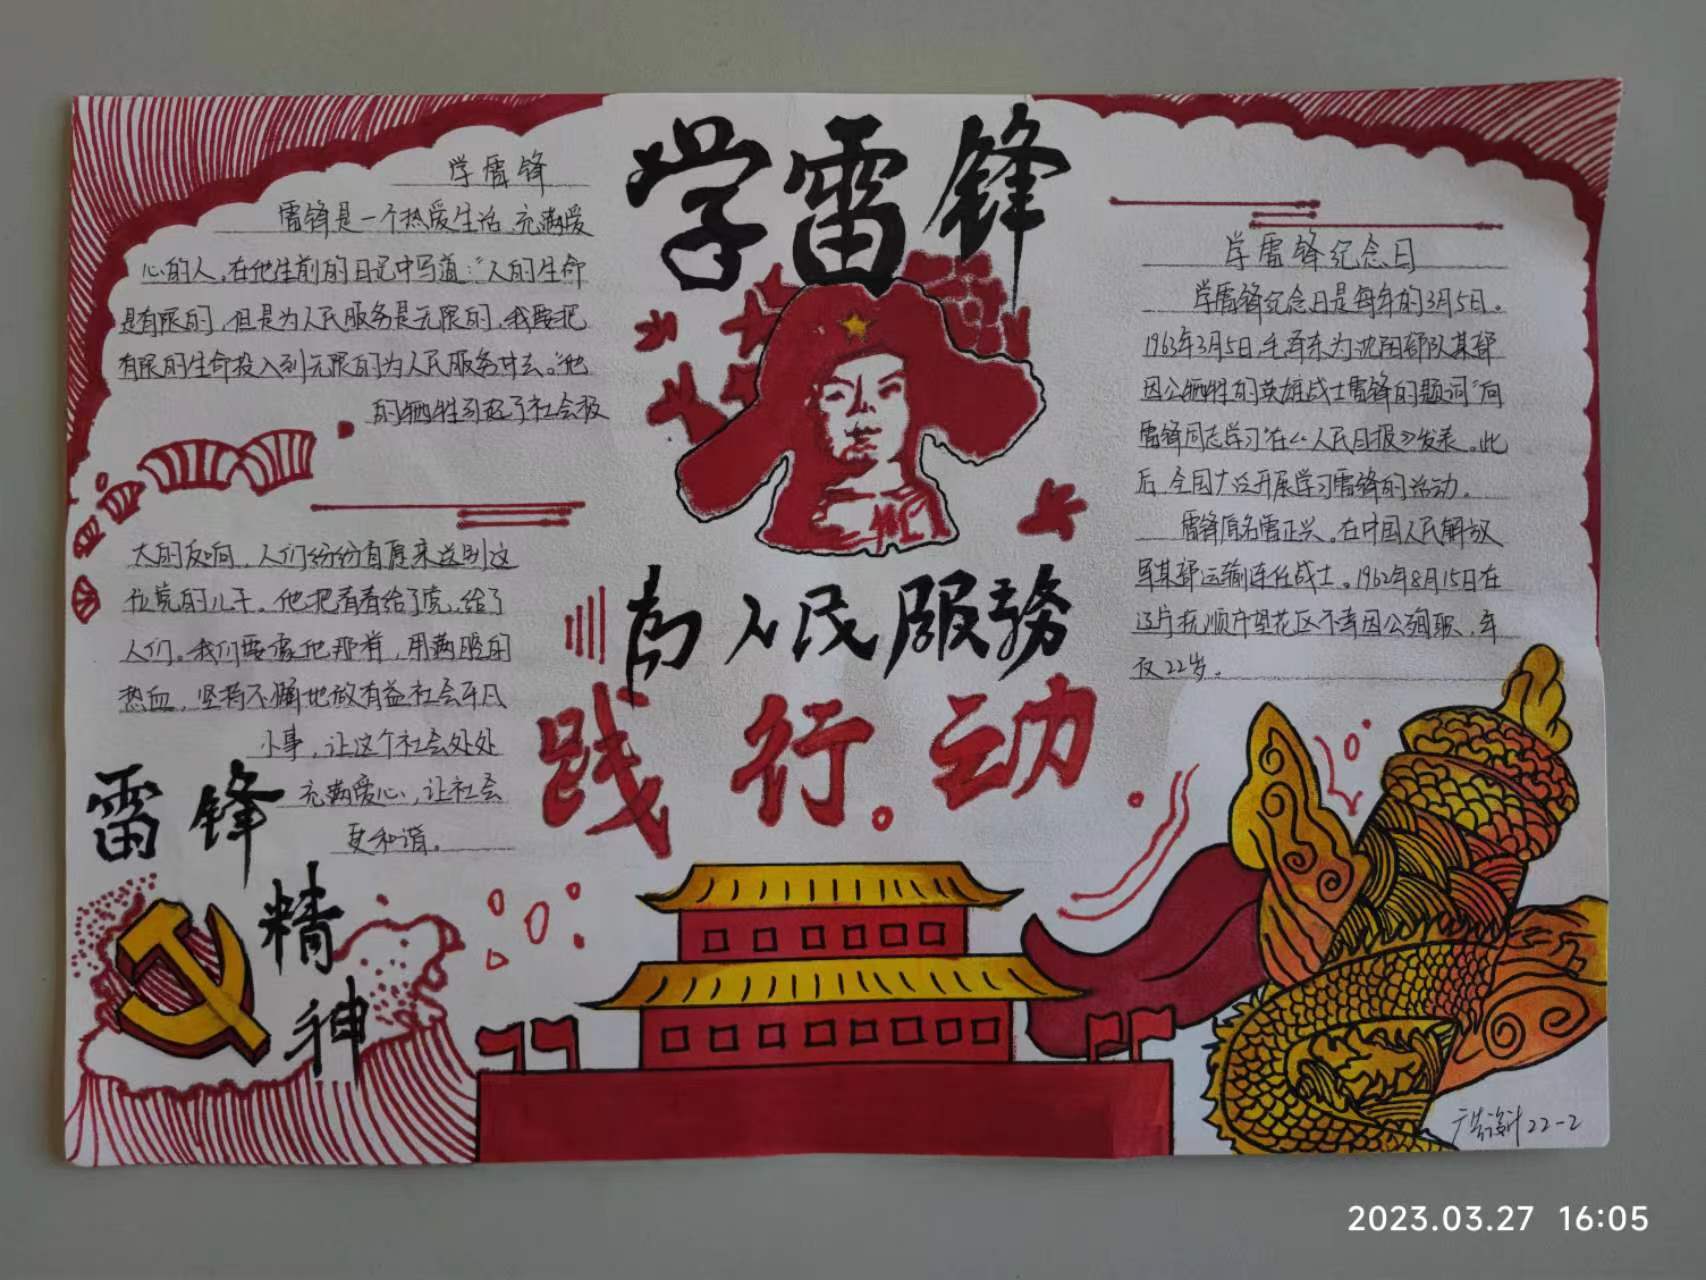 学雷锋
学雷锋
雷锋是一个热爱生活、充满爱
心的人，在他生前的日记中写道：“人的生命
是有限的，但是为人民服务是无限的，我要把
有限的生命投入到无限的为人民服务中去。”他
的牺牲引起了社会极
大的反响，人们纷纷自愿来送别这
位党的儿子。他把青春给了党，给了
人们。我们要像他那样，用满腔的
热血，坚持不懈地做有益社会平凡
小事，让这个社会处处
充满爱心，让社会
更和谐。
为人民服务
践行动
学雷锋纪念日
学雷锋纪念日是每年的3月5日。
1963年3月5日，毛泽东为沈阳部队某部
因公牺牲的英雄战士雷锋的题词“向
雷锋同志学习”在《人民日报》发表。此
后，全国广泛开展学习雷锋的活动。
雷锋原名雷正兴。在中国人民解放
军某部运输连任战士。1962年8月15日在
抚顺市望花区不幸因公殉职，年
仅22岁。
雷锋
精
神
广告设计22-2
2023.03.27 16:05